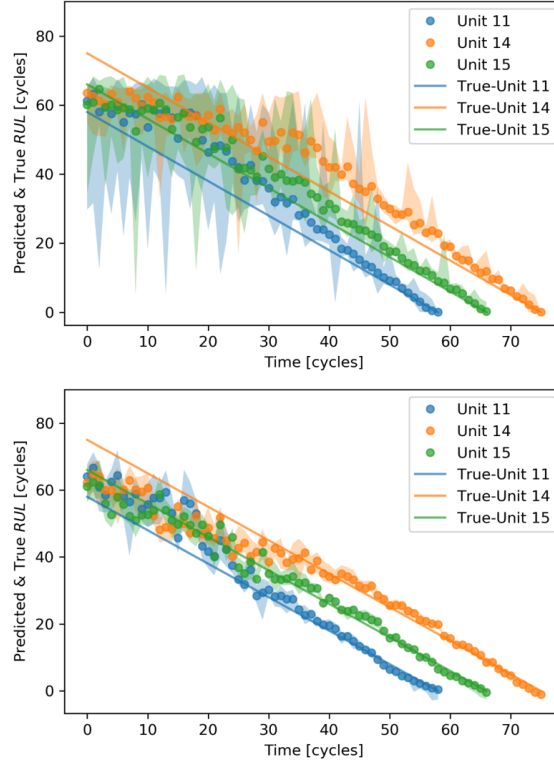 80
60
40
20
0
Predicted & True RUL [cycles]
Unit 11
Unit 14
Unit 15
True-Unit 11
True-Unit 14
True-Unit 15
0 10 20 30 40 50 60 70
Time [cycles]
80
60
40
20
0
Predicted & True RUL [cycles]
Unit 11
Unit 14
Unit 15
True-Unit 11
True-Unit 14
True-Unit 15
0 10 20 30 40 50 60 70
Time [cycles]